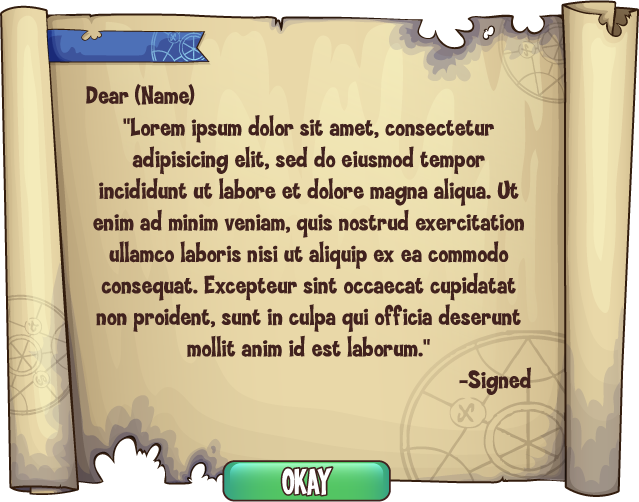 Dear (Name)
"Lorem ipsum dolor sit amet, consectetur
adipisicing elit, sed do eiusmod tempor
incididunt ut labore et dolore magna aliqua. Ut
enim ad minim veniam, quis nostrud exercitation
ullamco laboris nisi ut aliquip ex ea commodo
consequat. Excepteur sint occaecat cupidatat
non proident, sunt in culpa qui officia deserunt
mollit anim id est laborum."
-Signed
OKAY